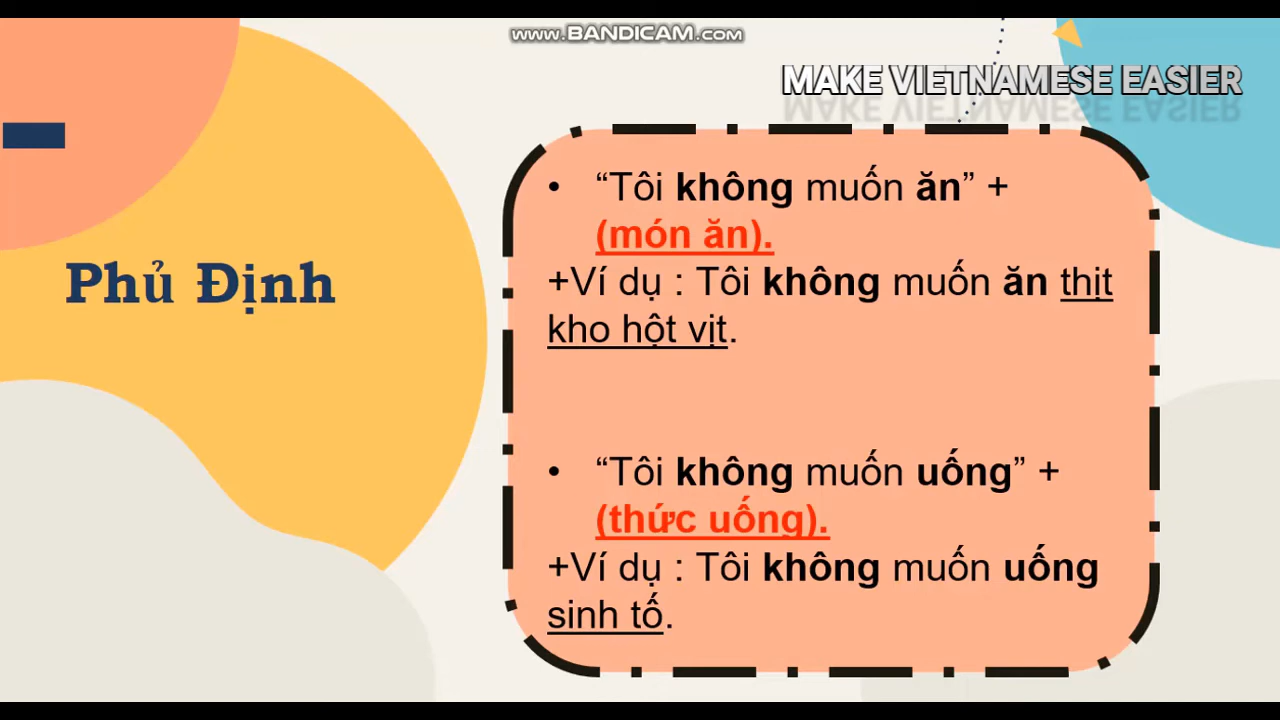 www.BANDICAM.com
MAKE VIETNAMESE EASIER
Phủ Định
• “Tôi không muốn ăn” +
(món ăn).
+Ví dụ : Tôi không muốn ăn thịt
kho hột vịt.
• “Tôi không muốn uống” +
(thức uống).
+Ví dụ : Tôi không muốn uống
sinh tố.